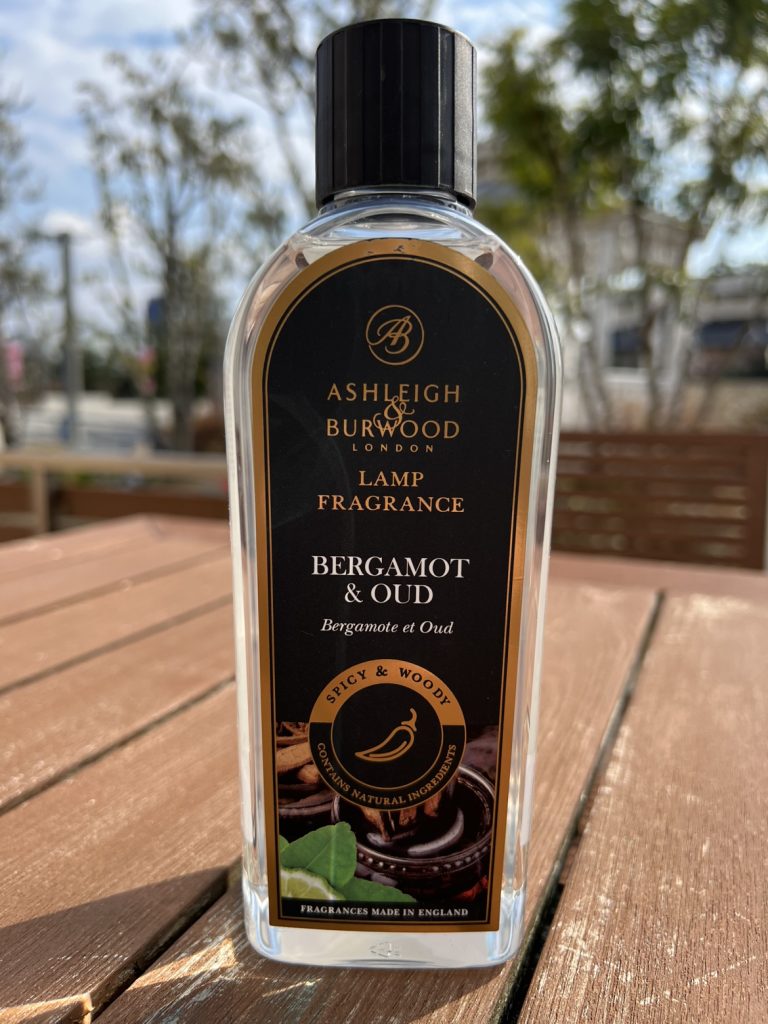 AB
ASHLEIGH
&
BURWOOD
LONDON
LAMP
FRAGRANCE
BERGAMOT
& OUD
Bergamote et Oud
SPICY & WOODY
CONTAINS NATURAL INGREDIENTS
FRAGRANCES MADE IN ENGLAND